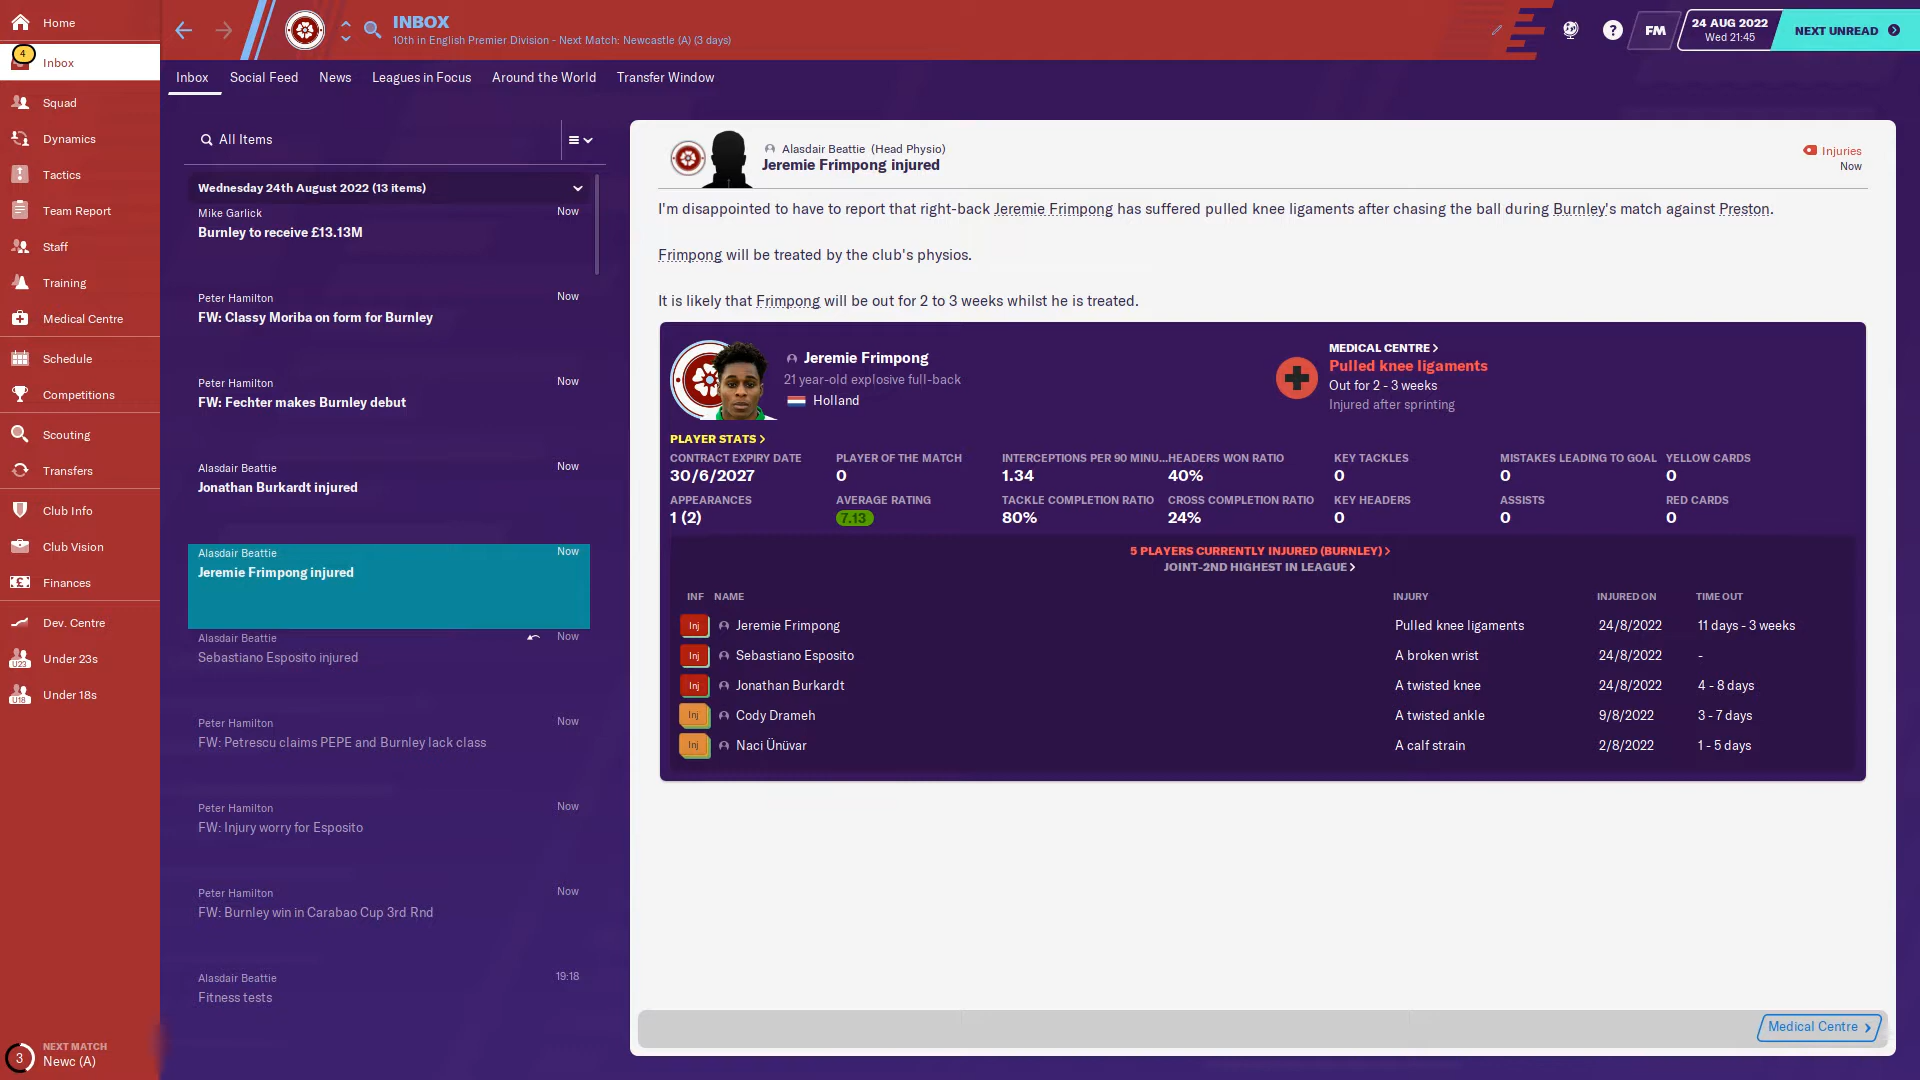 Home
INBOX
10th in English Premier Division - Next Match: Newcastle (A) (3 days)
FM
24 AUG 2022
Wed 21:45
NEXT UNREAD
4
Inbox
Squad
Dynamics
Tactics
Team Report
Staff
Training
Medical Centre
Schedule
Competitions
Scouting
Transfers
Club Info
Club Vision
Finances
Dev. Centre
U23
Under 23s
U18
Under 18s
3
NEXT MATCH
Newc (A)
Inbox Social Feed News Leagues in Focus Around the World Transfer Window
All Items
Wednesday 24th August 2022 (13 items)
Mike Garlick Now
Burnley to receive £13.13M
Peter Hamilton Now
FW: Classy Moriba on form for Burnley
Peter Hamilton Now
FW: Fechter makes Burnley debut
Alasdair Beattie Now
Jonathan Burkardt injured
Alasdair Beattie Now
Jeremie Frimpong injured
Alasdair Beattie Now
Sebastiano Esposito injured
Peter Hamilton Now
FW: Petrescu claims PEPE and Burnley lack class
Peter Hamilton Now
FW: Injury worry for Esposito
Peter Hamilton Now
FW: Burnley win in Carabao Cup 3rd Rnd
Alasdair Beattie 19:18
Fitness tests
Alasdair Beattie (Head Physio)
Jeremie Frimpong injured
Injuries
Now
I'm disappointed to have to report that right-back Jeremie Frimpong has suffered pulled knee ligaments after chasing the ball during Burnley's match against Preston.
Frimpong will be treated by the club's physios.
It is likely that Frimpong will be out for 2 to 3 weeks whilst he is treated.
Jeremie Frimpong
21 year-old explosive full-back
Holland
MEDICAL CENTRE >
Pulled knee ligaments
Out for 2 - 3 weeks
Injured after sprinting
PLAYER STATS >
CONTRACT EXPIRY DATE PLAYER OF THE MATCH INTERCEPTIONS PER 90 MINU... HEADERS WON RATIO KEY TACKLES MISTAKES LEADING TO GOAL YELLOW CARDS
30/6/2027 0 1.34 40% 0 0 0
APPEARANCES AVERAGE RATING TACKLE COMPLETION RATIO CROSS COMPLETION RATIO KEY HEADERS ASSISTS RED CARDS
1 (2) 7.13 80% 24% 0 0 0
5 PLAYERS CURRENTLY INJURED (BURNLEY) >
JOINT-2ND HIGHEST IN LEAGUE >
INF NAME INJURY INJURED ON TIME OUT
Inj Jeremie Frimpong Pulled knee ligaments 24/8/2022 11 days - 3 weeks
Inj Sebastiano Esposito A broken wrist 24/8/2022 -
Inj Jonathan Burkardt A twisted knee 24/8/2022 4 - 8 days
Inj Cody Drameh A twisted ankle 9/8/2022 3 - 7 days
Inj Naci Ünüvar A calf strain 2/8/2022 1 - 5 days
Medical Centre >